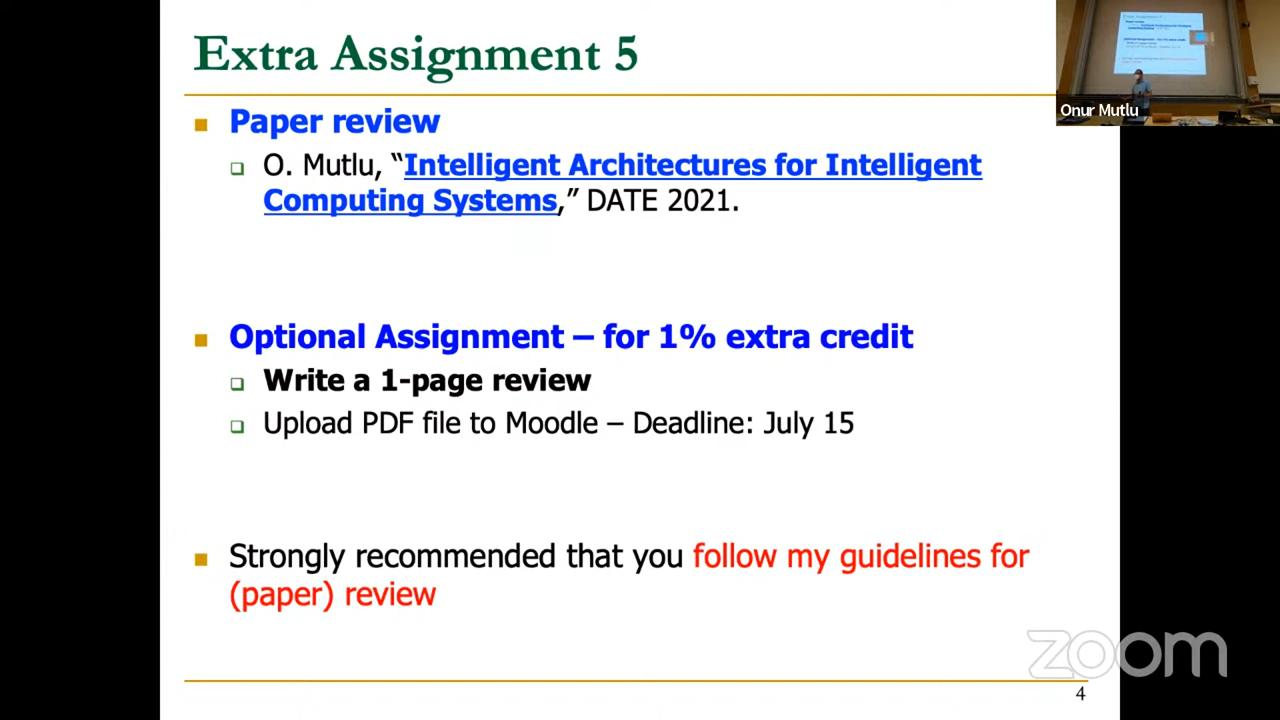 Extra Assignment 5
Onur Mutlu
Paper review
O. Mutlu, “Intelligent Architectures for Intelligent
Computing Systems,” DATE 2021.
Optional Assignment – for 1% extra credit
Write a 1-page review
Upload PDF file to Moodle – Deadline: July 15
Strongly recommended that you follow my guidelines for
(paper) review
zoom
4